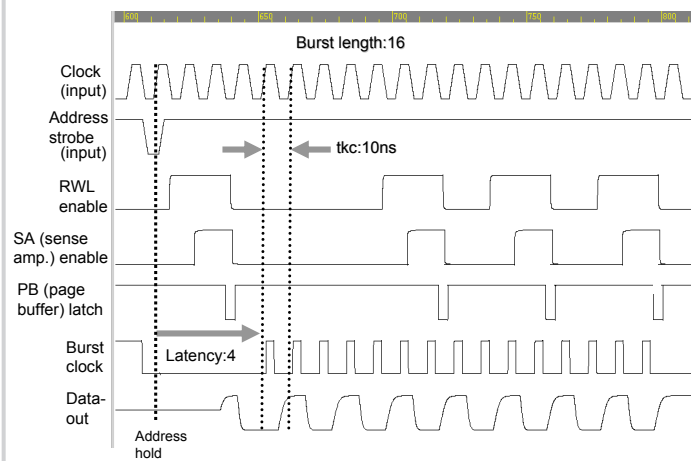 600 650 700 750 800
Burst length:16
Clock
(input)
Address
strobe
(input)
tkc:10ns
RWL
enable
SA (sense
amp.) enable
PB (page
buffer) latch
Latency:4
Burst
clock
Data-
out
Address
hold